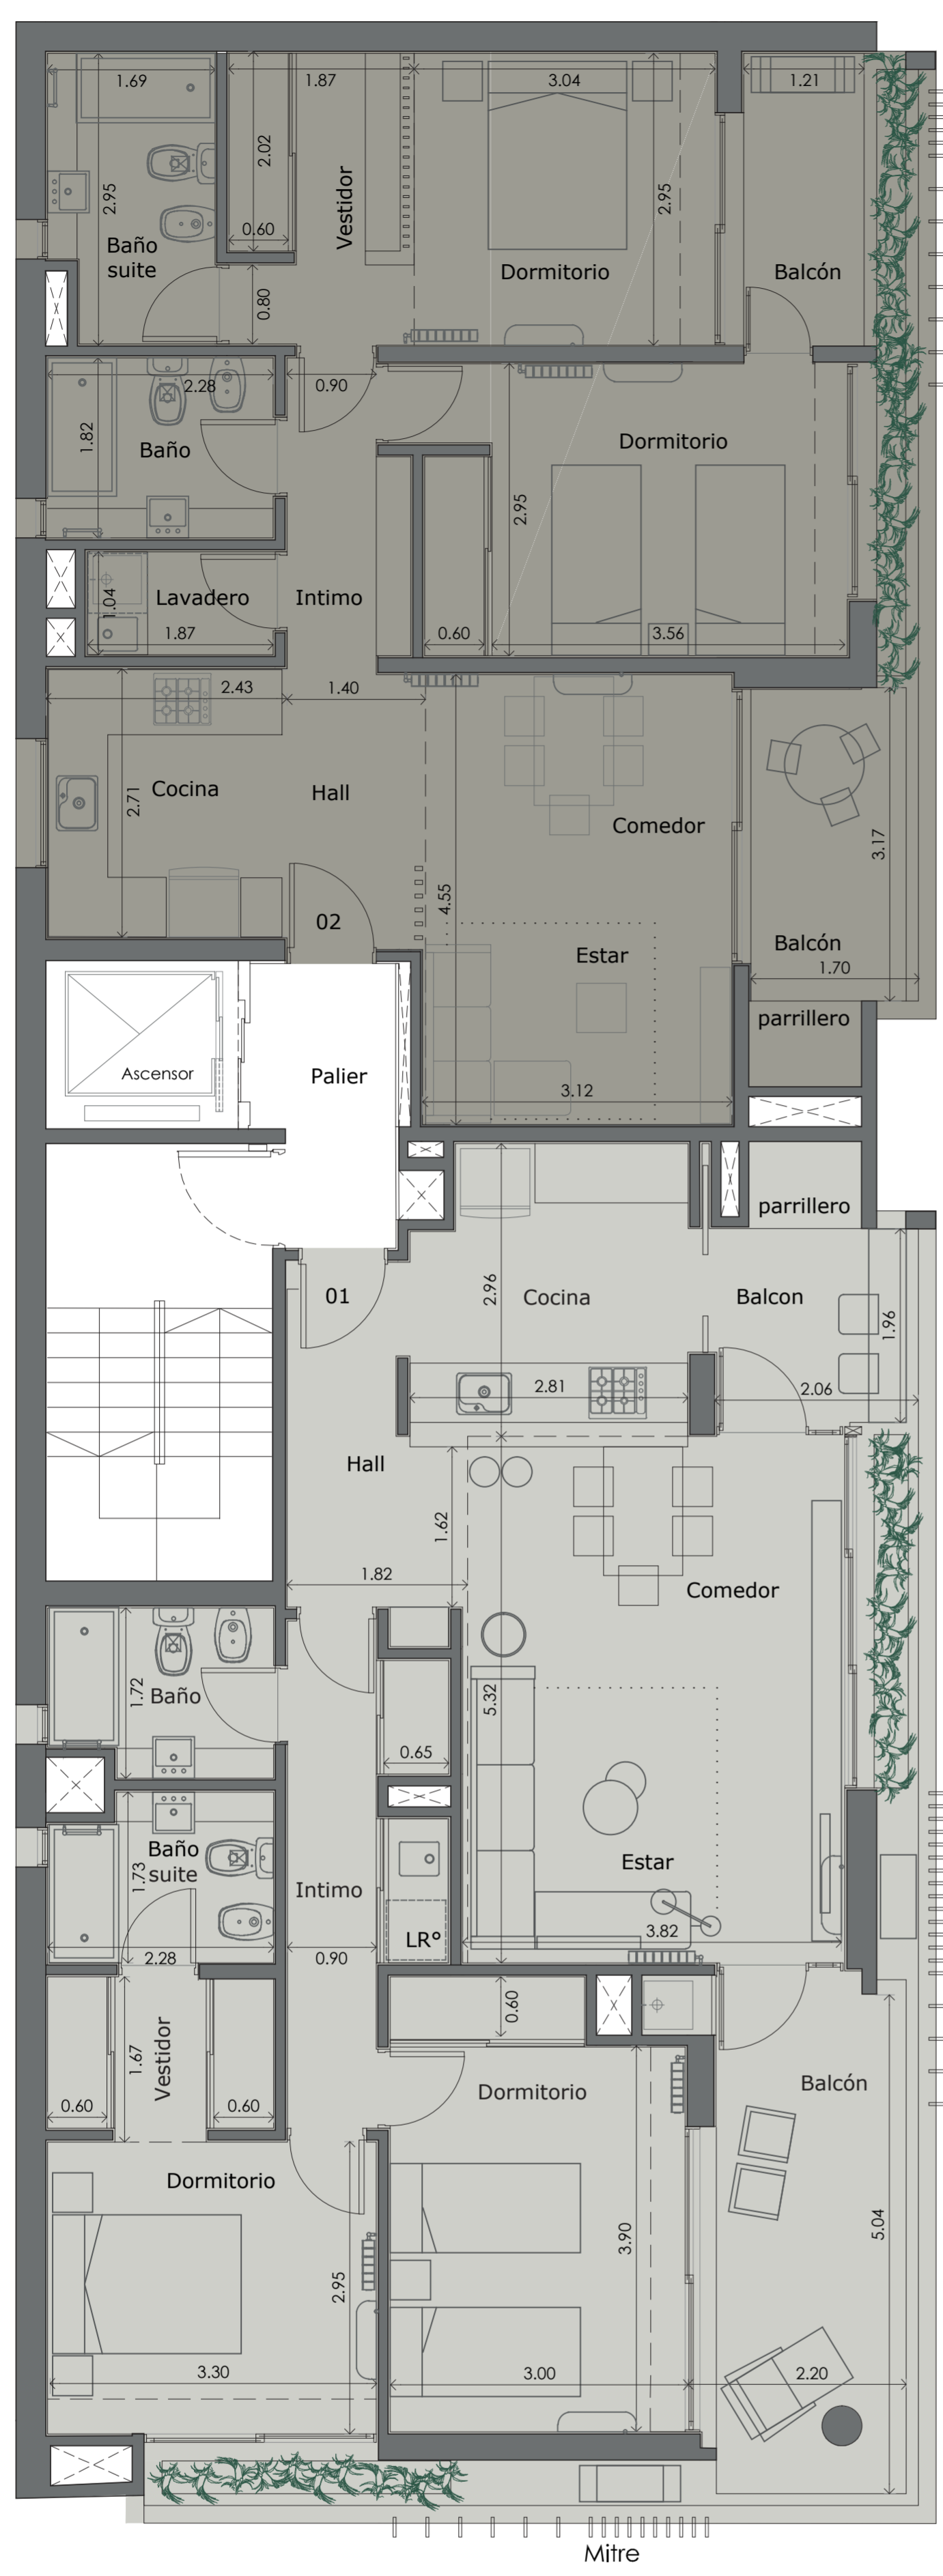 1.69
1.87
3.04
1.21
2.02
2.95
Vestidor
2.95
0.60
Baño
suite
Dormitorio
Balcón
0.80
2.28
0.90
1.82
Baño
Dormitorio
2.95
1.04
Lavadero
Intimo
1.87
0.60
3.56
2.43
1.40
Cocina
2.71
Hall
Comedor
3.17
4.55
02
Estar
Balcón
1.70
parrillero
Ascensor
Palier
3.12
parrillero
01
2.96
Cocina
Balcon
1.96
2.81
2.06
Hall
1.62
1.82
Comedor
1.72
Baño
5.32
0.65
Baño
suite
1.73
Estar
Intimo
LR°
3.82
2.28
0.90
0.60
1.67
Vestidor
0.60
0.60
Dormitorio
Balcón
Dormitorio
5.04
3.90
2.95
3.30
3.00
2.20
Mitre